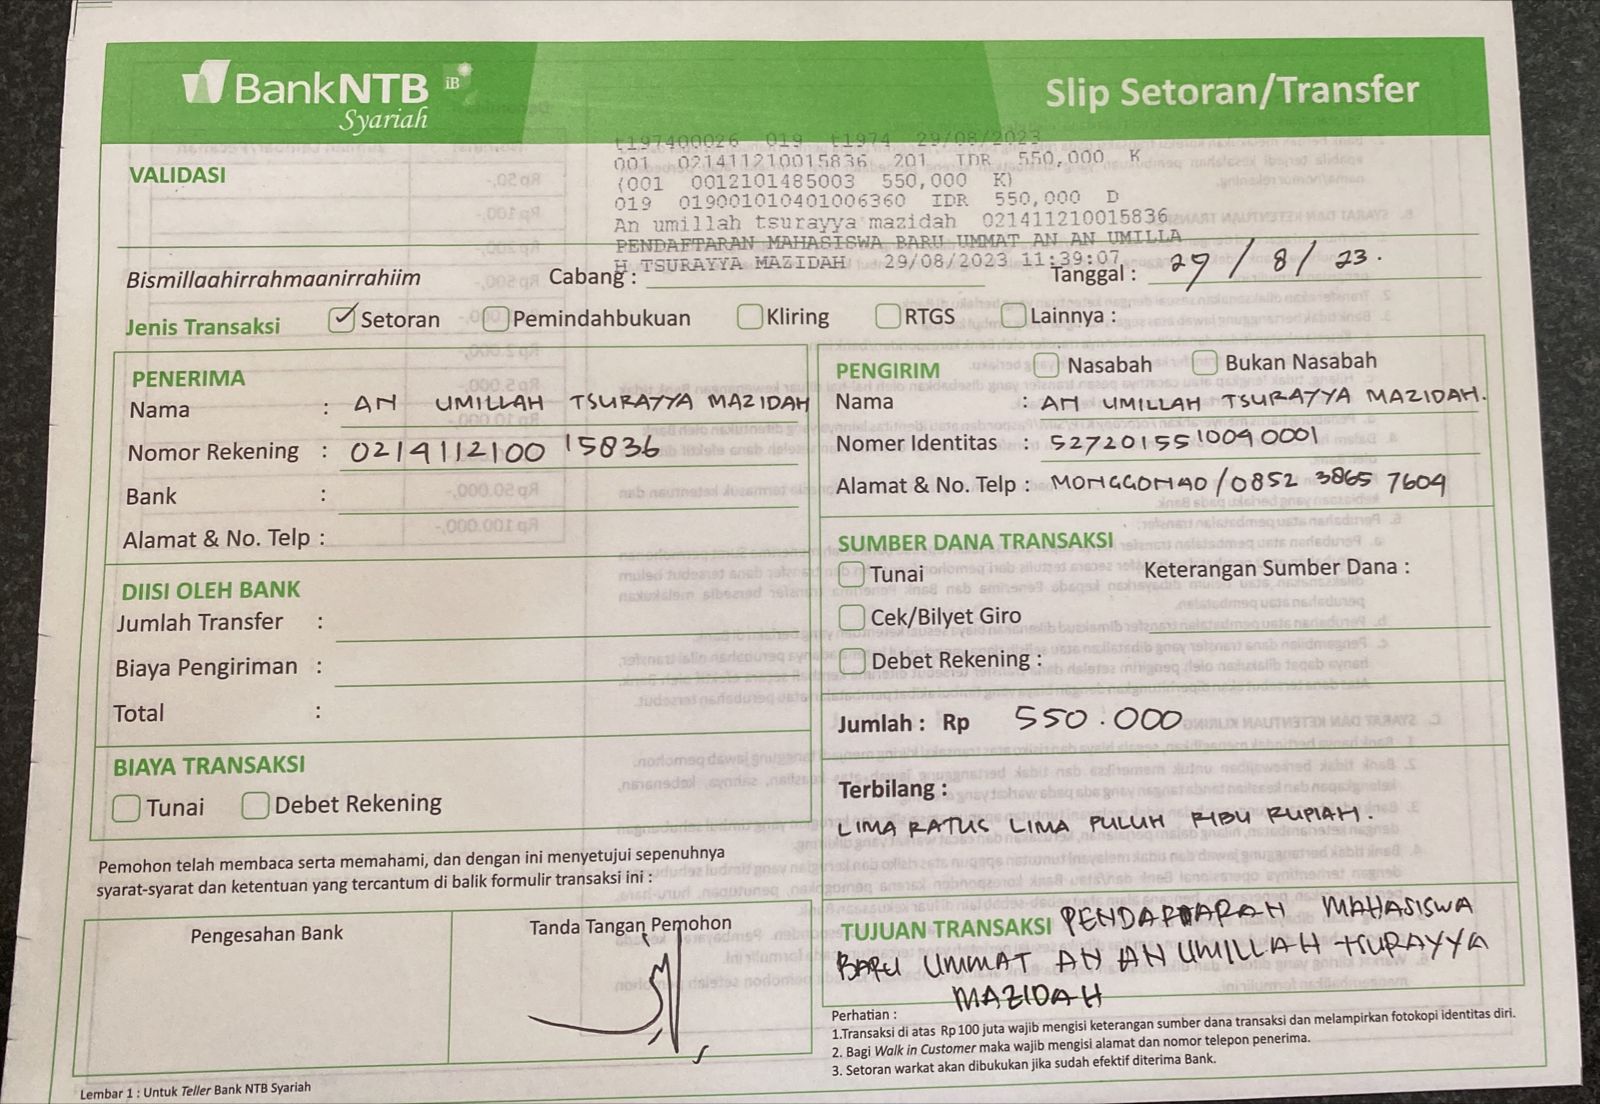 BankNTB iB
Syariah
Slip Setoran/Transfer
t197400026 019 t1974 29/08/2023
VALIDASI
001 021411210015836 201 IDR 550,000 K
(001 0012101485003 550,000 K)
019 019001010401006360 IDR 550,000 D
An umillah tsurayya mazidah 021411210015836
PENDAFTARAN MAHASISWA BARU UMMAT AN AN UMILLA
H TSURAYYA MAZIDAH 29/08/2023 11:39:07
Bismillaahirrahmaanirrahiim Cabang : Tanggal : 29/8/23.
Jenis Transaksi Setoran Pemindahbukuan Kliring RTGS Lainnya :
PENERIMA
Nama : AN UMILLAH TSURAYYA MAZIDAH
Nomor Rekening : 021411210015836
Bank :
Alamat & No. Telp :
DIISI OLEH BANK
Jumlah Transfer :
Biaya Pengiriman :
Total :
BIAYA TRANSAKSI
Tunai Debet Rekening
PENGIRIM Nasabah Bukan Nasabah
Nama : AN UMILLAH TSURAYYA MAZIDAH.
Nomer Identitas : 5272015510090001
Alamat & No. Telp : MONGGONAO/0852 3865 7604
SUMBER DANA TRANSAKSI
Tunai Keterangan Sumber Dana :
Cek/Bilyet Giro
Debet Rekening :
Jumlah : Rp 550.000
Terbilang :
LIMA RATUS LIMA PULUH RIBU RUPIAH.
TUJUAN TRANSAKSI PENDAFTARAN MAHASISWA
BARU UMMAT AN AN UMILLAH TSURAYYA
MAZIDAH
Pemohon telah membaca serta memahami, dan dengan ini menyetujui sepenuhnya
syarat-syarat dan ketentuan yang tercantum di balik formulir transaksi ini :
Pengesahan Bank Tanda Tangan Pemohon
Perhatian :
1.Transaksi di atas Rp 100 juta wajib mengisi keterangan sumber dana transaksi dan melampirkan fotokopi identitas diri.
2. Bagi Walk in Customer maka wajib mengisi alamat dan nomor telepon penerima.
3. Setoran warkat akan dibukukan jika sudah efektif diterima Bank.
Lembar 1 : Untuk Teller Bank NTB Syariah